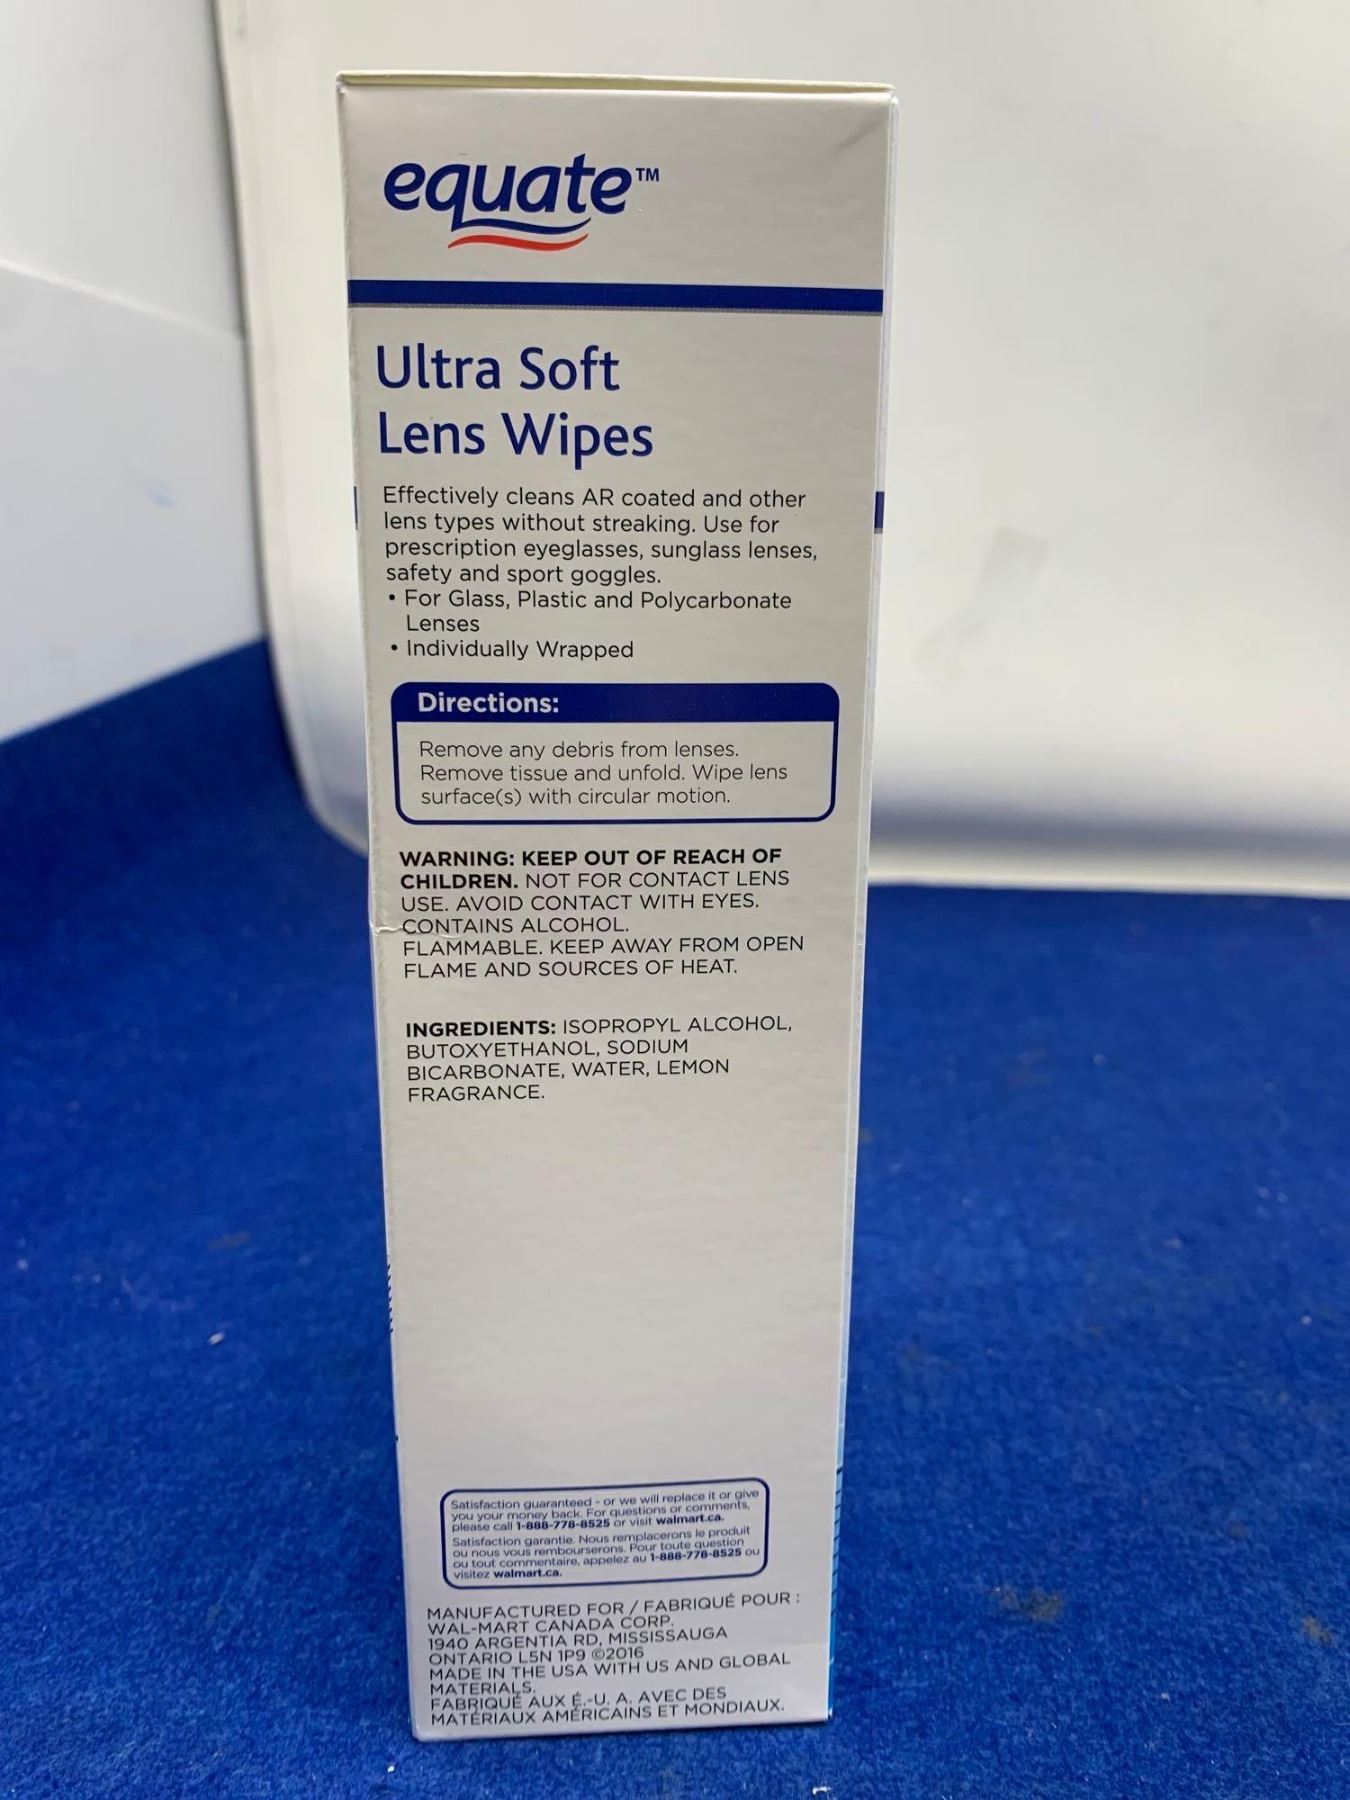 equate™
Ultra Soft
Lens Wipes
Effectively cleans AR coated and other
lens types without streaking. Use for
prescription eyeglasses, sunglass lenses,
safety and sport goggles.
• For Glass, Plastic and Polycarbonate
Lenses
• Individually Wrapped
Directions:
Remove any debris from lenses.
Remove tissue and unfold. Wipe lens
surface(s) with circular motion.
WARNING: KEEP OUT OF REACH OF
CHILDREN. NOT FOR CONTACT LENS
USE. AVOID CONTACT WITH EYES.
CONTAINS ALCOHOL.
FLAMMABLE. KEEP AWAY FROM OPEN
FLAME AND SOURCES OF HEAT.
INGREDIENTS: ISOPROPYL ALCOHOL,
BUTOXYETHANOL, SODIUM
BICARBONATE, WATER, LEMON
FRAGRANCE.
Satisfaction guaranteed - or we will replace it or give
you your money back. For questions or comments,
please call 1-888-778-8525 or visit walmart.ca.
Satisfaction garantie. Nous remplacerons le produit
ou nous vous rembourserons. Pour toute question
ou tout commentaire, appelez au 1-888-778-8525 ou
visitez walmart.ca.
MANUFACTURED FOR / FABRIQUÉ POUR :
WAL-MART CANADA CORP.
1940 ARGENTIA RD, MISSISSAUGA
ONTARIO L5N 1P9 ©2016
MADE IN THE USA WITH US AND GLOBAL
MATERIALS.
FABRIQUÉ AUX É.-U. A. AVEC DES
MATÉRIAUX AMÉRICAINS ET MONDIAUX.